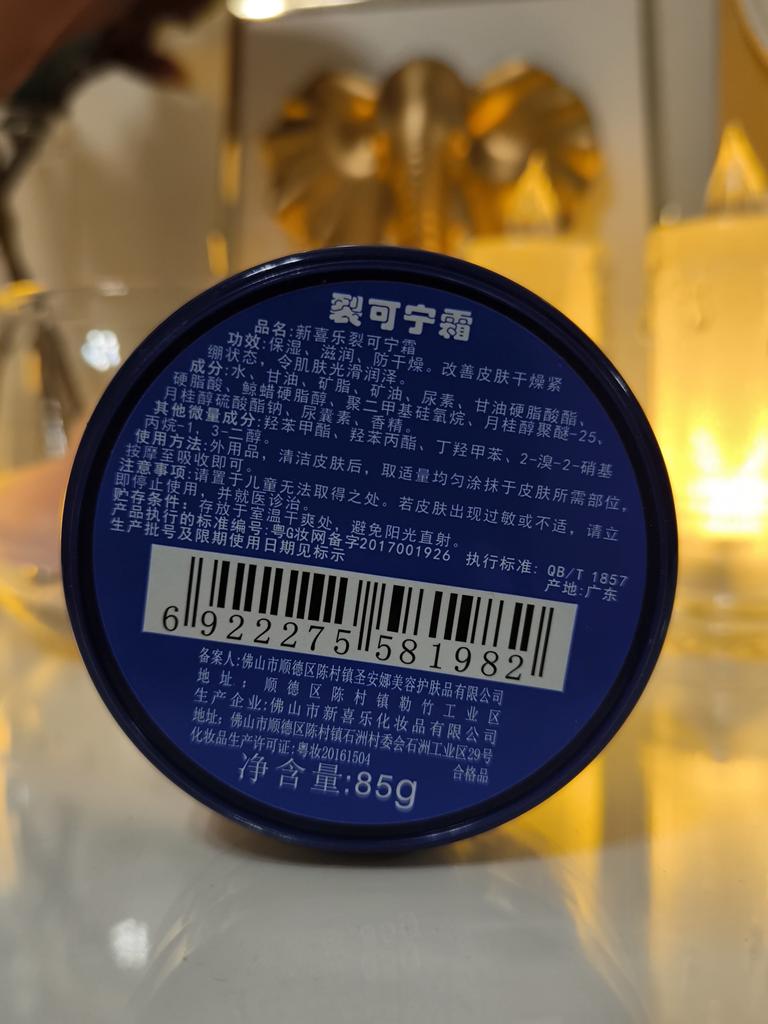 裂可宁霜
品名:新喜乐裂可宁霜
功效:保湿、滋润、防干燥。改善皮肤干燥紧
绷状态，令肌肤光滑润泽。
成分:水、甘油、矿脂、矿油、尿素、甘油硬脂酸酯、
硬脂酸、鲸蜡硬脂醇、聚二甲基硅氧烷、月桂醇聚醚-25、
月桂醇硫酸酯钠、尿囊素、香精。
其他微量成分:羟苯甲酯、羟苯丙酯、丁羟甲苯、2-溴-2-硝基
丙烷-1，3-二醇。
使用方法:外用品，清洁皮肤后，取适量均匀涂抹于皮肤所需部位，
按摩至吸收即可。
注意事项:请置于儿童无法取得之处。若皮肤出现过敏或不适，请立
即停止使用，并就医诊治。
贮存条件：存放于室温干爽处，避免阳光直射。
产品执行的标准编号:粤G妆网备字2017001926 执行标准: QB/T 1857
生产批号及限期使用日期见标示 产地:广东
6 922275 581982
备案人:佛山市顺德区陈村镇圣安娜美容护肤品有限公司
地址：顺德区陈村镇勒竹工业区
生产企业:佛山市新喜乐化妆品有限公司
地址:佛山市顺德区陈村镇石洲村委会石洲工业区29号
化妆品生产许可证:粤妆20161504 合格品
净含量:85g